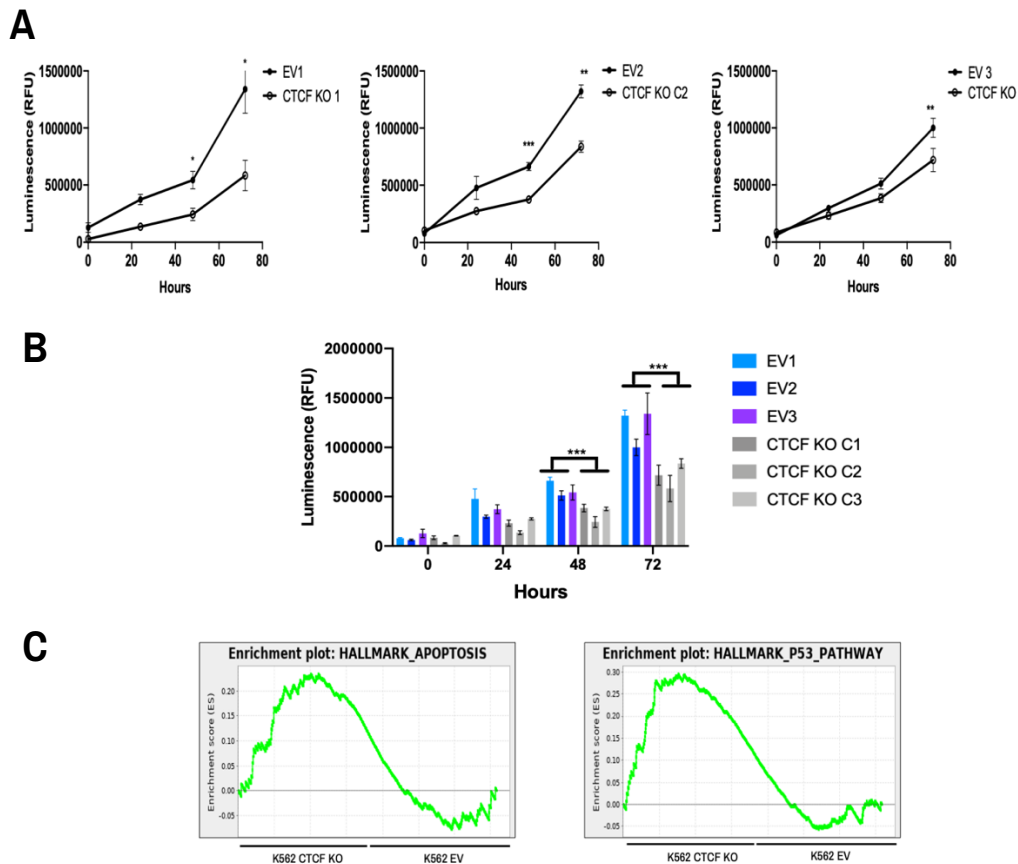 A
1500000
1000000
500000
0
Luminescence (RFU)
0 20 40 60 80
Hours
*
*
EV1
CTCF KO 1
1500000
1000000
500000
0
Luminescence (RFU)
0 20 40 60 80
Hours
***
**
EV2
CTCF KO C2
1500000
1000000
500000
0
Luminescence (RFU)
0 20 40 60 80
Hours
**
EV 3
CTCF KO
B
2000000
1500000
1000000
500000
0
Luminescence (RFU)
***
***
0 24 48 72
Hours
EV1
EV2
EV3
CTCF KO C1
CTCF KO C2
CTCF KO C3
C
Enrichment plot: HALLMARK_APOPTOSIS
Enrichment score (ES)
0.20
0.15
0.10
0.05
0.00
-0.05
K562 CTCF KO K562 EV
Enrichment plot: HALLMARK_P53_PATHWAY
Enrichment score (ES)
0.30
0.25
0.20
0.15
0.10
0.05
0.00
-0.05
K562 CTCF KO K562 EV